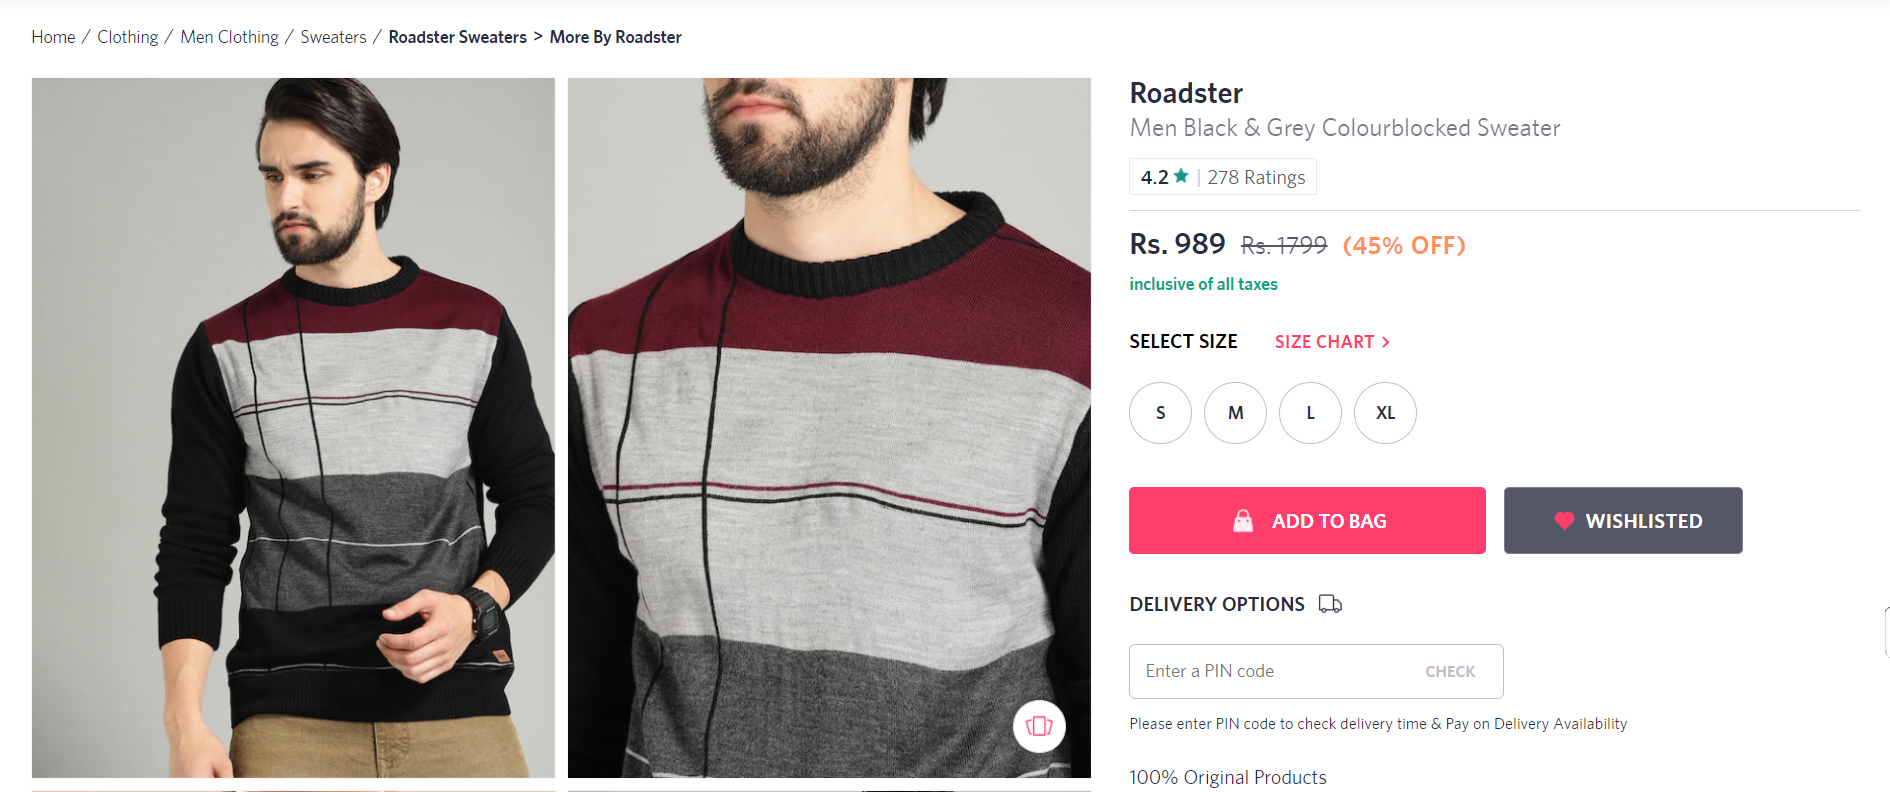 Home / Clothing / Men Clothing / Sweaters / Roadster Sweaters > More By Roadster
Roadster
Men Black & Grey Colourblocked Sweater
4.2 ★ | 278 Ratings
Rs. 989 Rs. 1799 (45% OFF)
inclusive of all taxes
SELECT SIZE SIZE CHART >
S M L XL
ADD TO BAG WISHLISTED
DELIVERY OPTIONS
Enter a PIN code CHECK
Please enter PIN code to check delivery time & Pay on Delivery Availability
100% Original Products